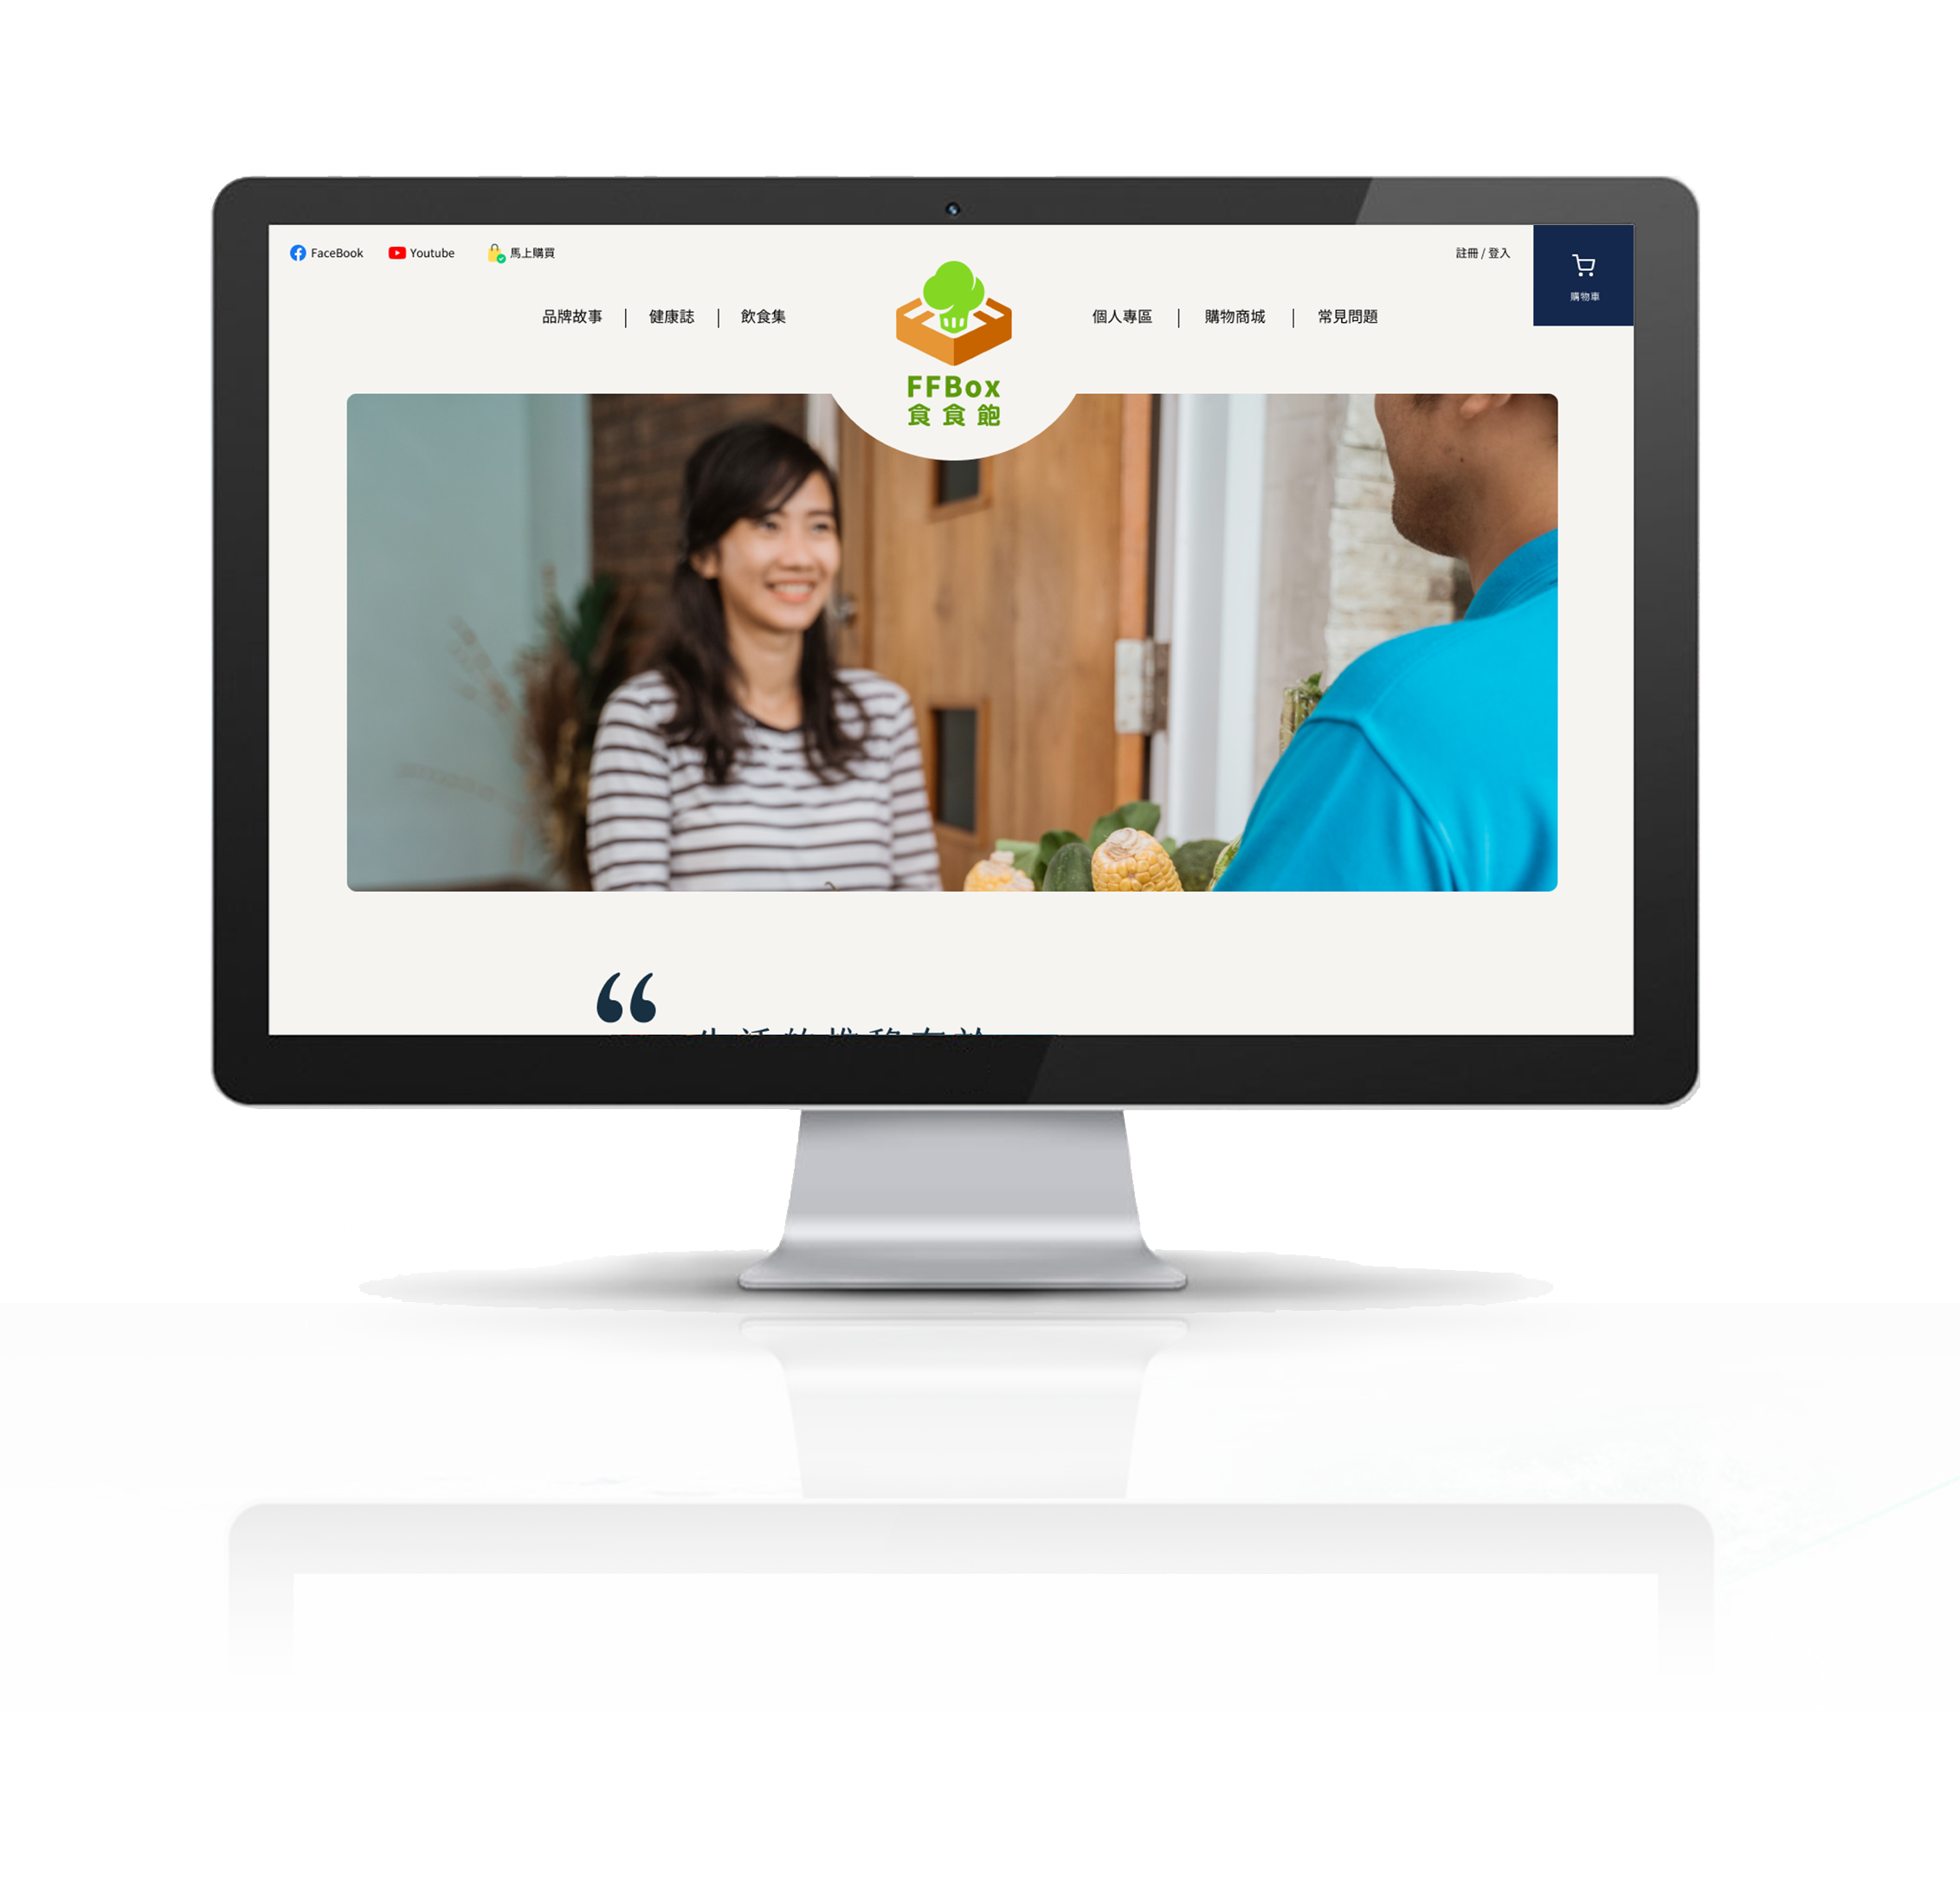 FaceBook
Youtube
馬上購買
註冊 / 登入
購物車
品牌故事 | 健康誌 | 飲食集
個人專區 | 購物商城 | 常見問題
FFBox
食食飽
“